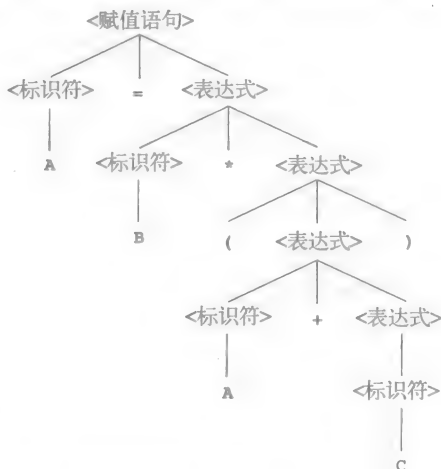 <赋值语句>
<标识符> = <表达式>
A <标识符> * <表达式>
B ( <表达式> )
<标识符> + <表达式>
A <标识符>
C